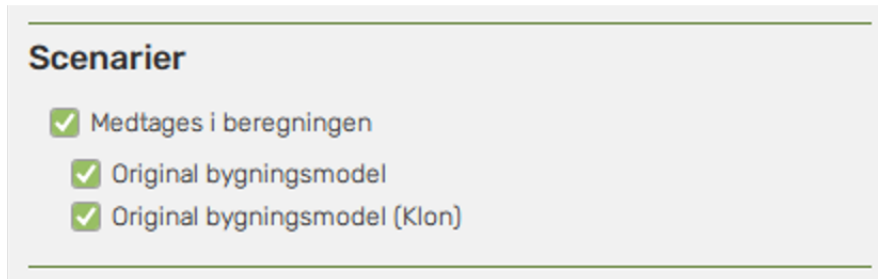 Scenarier
Medtages i beregningen
Original bygningsmodel
Original bygningsmodel (Klon)